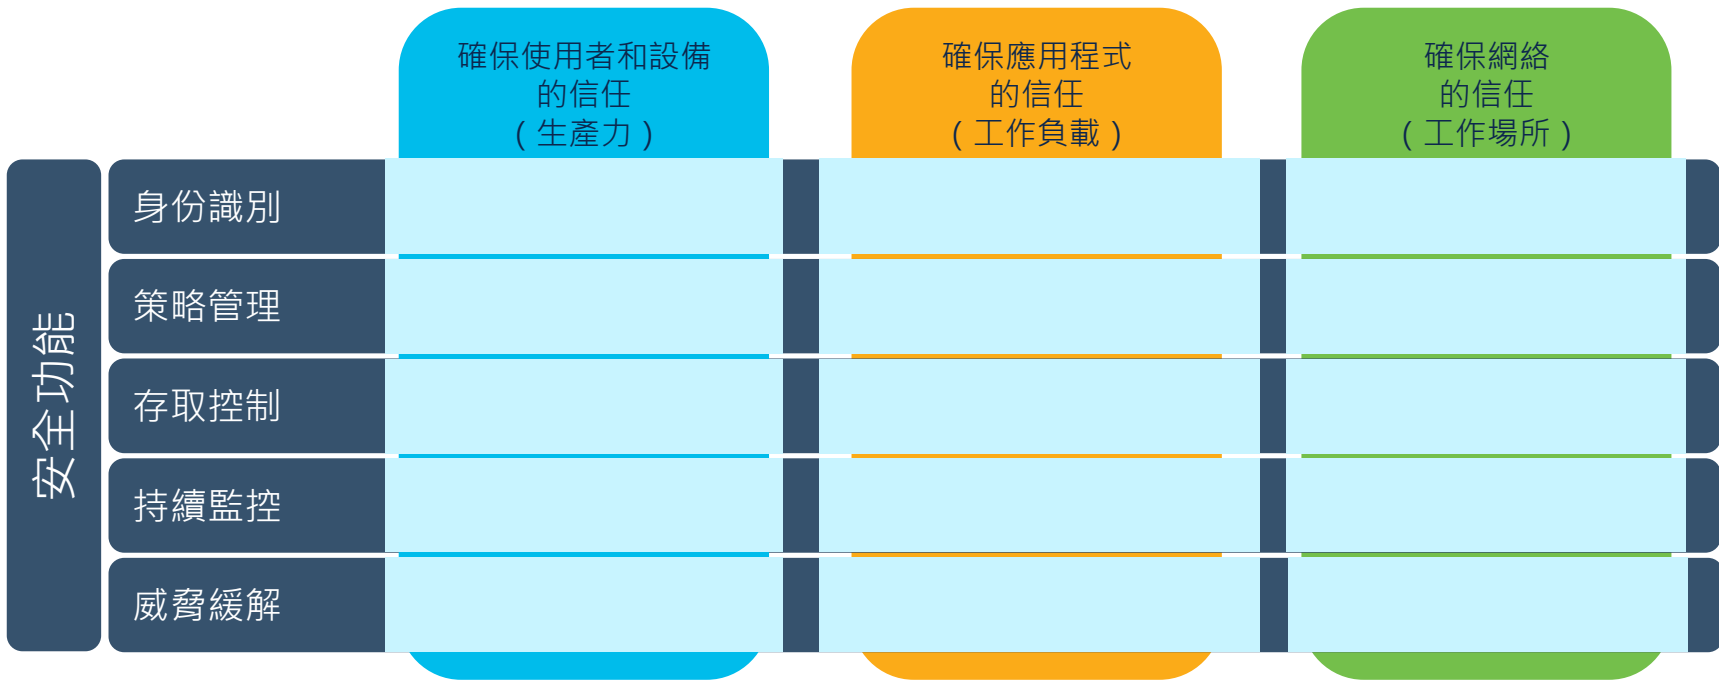 確保使用者和設備
的信任
( 生產力 )
確保應用程式
的信任
( 工作負載 )
確保網絡
的信任
( 工作場所 )
安全功能
身份識別
策略管理
存取控制
持續監控
威脅緩解